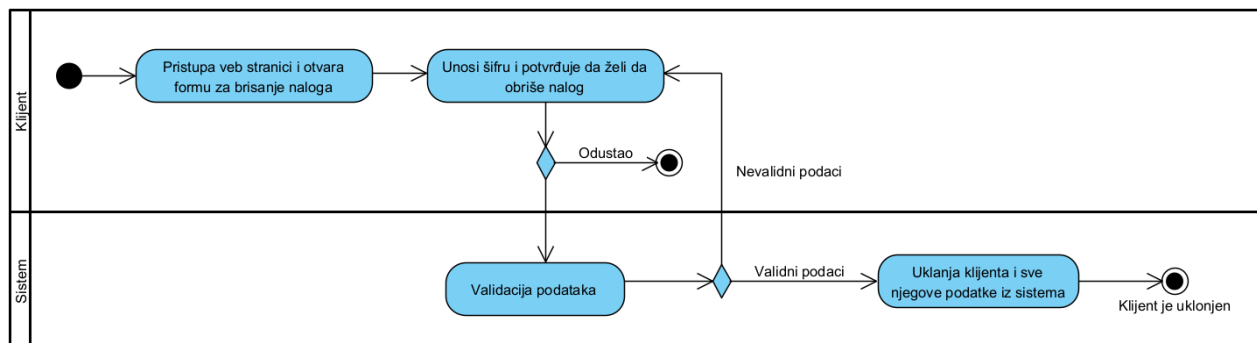 Klijent
Pristupa veb stranici i otvara
formu za brisanje naloga
Unosi šifru i potvrđuje da želi da
obriše nalog
Odustao
Nevalidni podaci
Sistem
Validacija podataka
Validni podaci
Uklanja klijenta i sve
njegove podatke iz sistema
Klijent je uklonjen